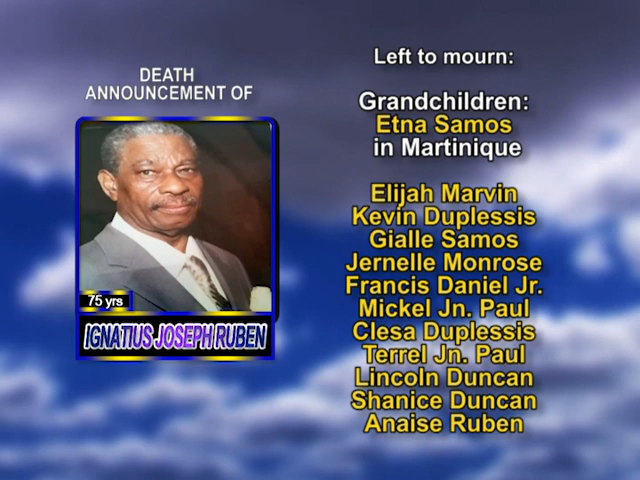 DEATH
ANNOUNCEMENT OF
75 yrs
IGNATIUS JOSEPH RUBEN
Left to mourn:
Grandchildren:
Etna Samos
in Martinique
Elijah Marvin
Kevin Duplessis
Gialle Samos
Jernelle Monrose
Francis Daniel Jr.
Mickel Jn. Paul
Clesa Duplessis
Terrel Jn. Paul
Lincoln Duncan
Shanice Duncan
Anaise Ruben